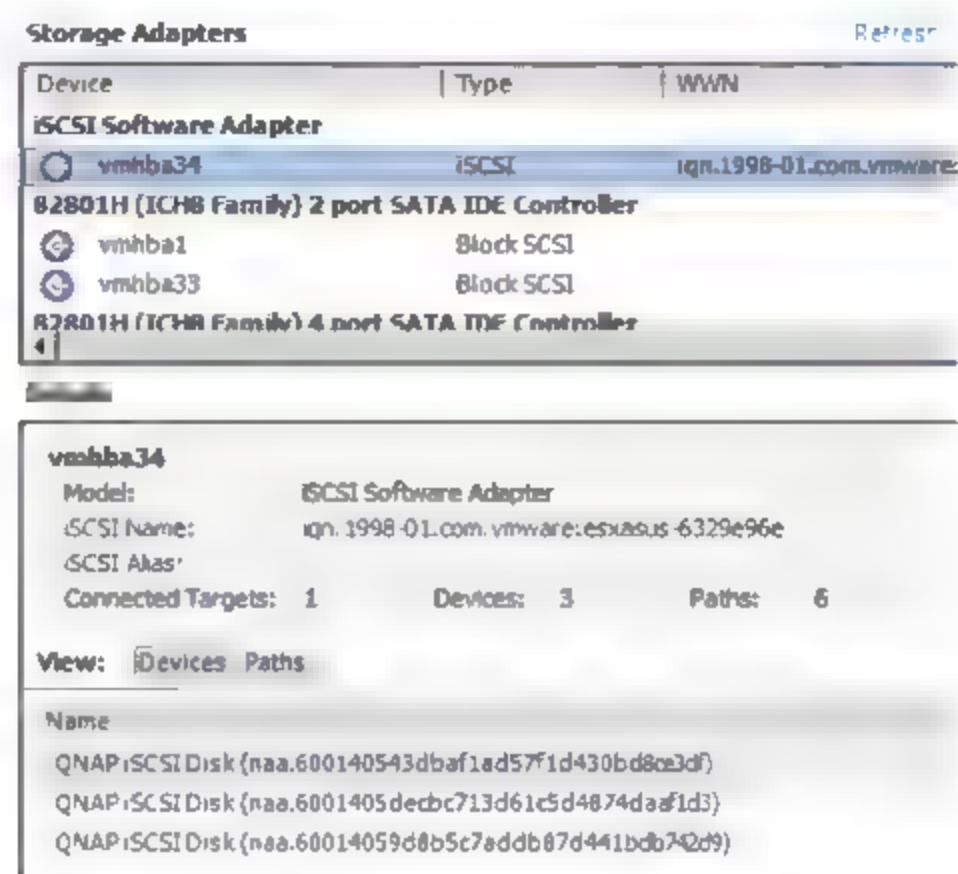 Storage Adapters
Refresh
Device Type WWN
iSCSI Software Adapter
vmhba34 iSCSI iqn.1998-01.com.vmware:
82801H (ICH8 Family) 2 port SATA IDE Controller
vmhba1 Block SCSI
vmhba33 Block SCSI
82801H (ICH8 Family) 4 port SATA IDE Controller
vmhba34
Model: iSCSI Software Adapter
iSCSI Name: iqn.1998-01.com.vmware:esxasus-6329e96e
iSCSI Alias:
Connected Targets: 1 Devices: 3 Paths: 6
View: Devices Paths
Name
QNAP iSCSI Disk (naa.600140543dbaf1ad57f1d430bd8ce3df)
QNAP iSCSI Disk (naa.6001405decbc713d61c5d4874daaf1d3)
QNAP iSCSI Disk (naa.60014059d8b5c7addb87d441bdb742d9)